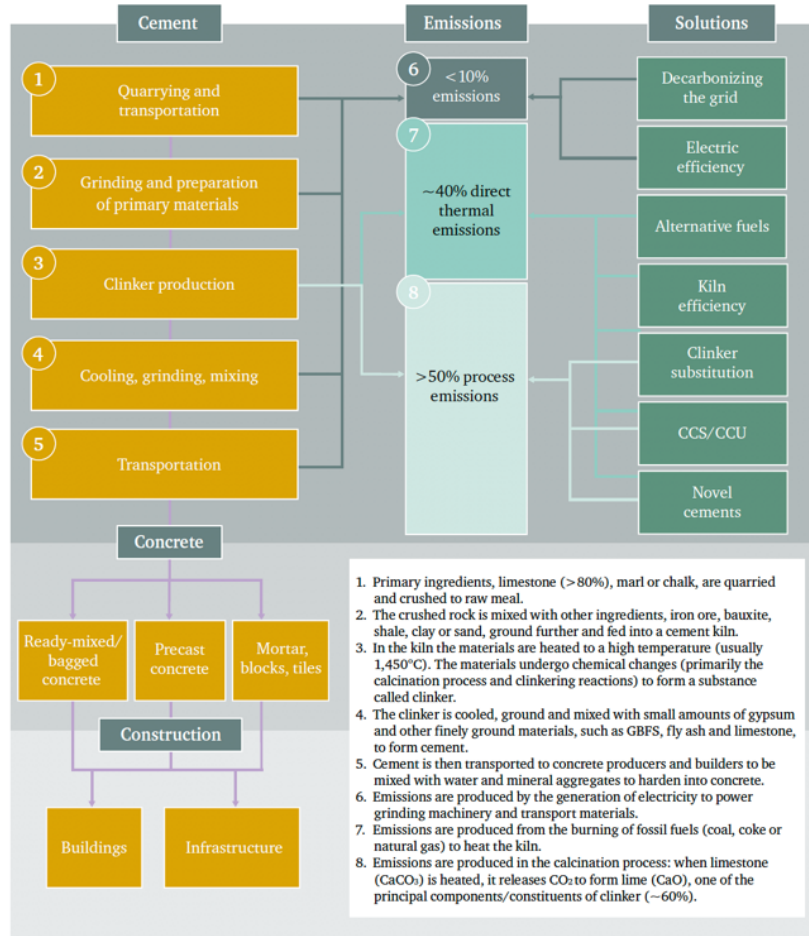 Cement
Emissions
Solutions
1
Quarrying and
transportation
2
Grinding and preparation
of primary materials
3
Clinker production
4
Cooling, grinding, mixing
5
Transportation
6
<10%
emissions
7
~40% direct
thermal
emissions
8
>50% process
emissions
Decarbonizing
the grid
Electric
efficiency
Alternative fuels
Kiln
efficiency
Clinker
substitution
CCS/CCU
Novel
cements
Concrete
Ready-mixed/
bagged
concrete
Precast
concrete
Mortar,
blocks, tiles
Construction
Buildings
Infrastructure
1. Primary ingredients, limestone (>80%), marl or chalk, are quarried
and crushed to raw meal.
2. The crushed rock is mixed with other ingredients, iron ore, bauxite,
shale, clay or sand, ground further and fed into a cement kiln.
3. In the kiln the materials are heated to a high temperature (usually
1,450°C). The materials undergo chemical changes (primarily the
calcination process and clinkering reactions) to form a substance
called clinker.
4. The clinker is cooled, ground and mixed with small amounts of gypsum
and other finely ground materials, such as GBFS, fly ash and limestone,
to form cement.
5. Cement is then transported to concrete producers and builders to be
mixed with water and mineral aggregates to harden into concrete.
6. Emissions are produced by the generation of electricity to power
grinding machinery and transport materials.
7. Emissions are produced from the burning of fossil fuels (coal, coke or
natural gas) to heat the kiln.
8. Emissions are produced in the calcination process: when limestone
(CaCO₃) is heated, it releases CO₂ to form lime (CaO), one of the
principal components/constituents of clinker (~60%).